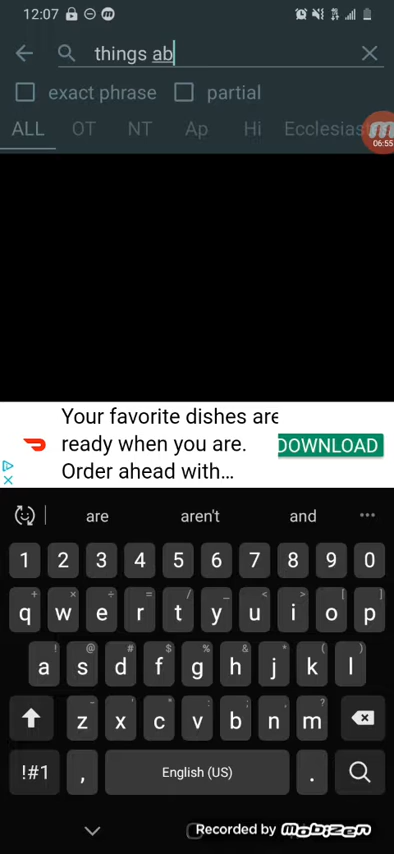 12:07
things ab
exact phrase partial
ALL OT NT Ap Hi Ecclesias
06:55
Your favorite dishes are
ready when you are. DOWNLOAD
Order ahead with...
are aren't and
1 2 3 4 5 6 7 8 9 0
+ × ÷ = / _ < > [ ]
q w e r t y u i o p
! @ # $ % & * ( )
a s d f g h j k l
- ' " : ; , ?
z x c v b n m
!#1 , English (US) .
Recorded by mobizen